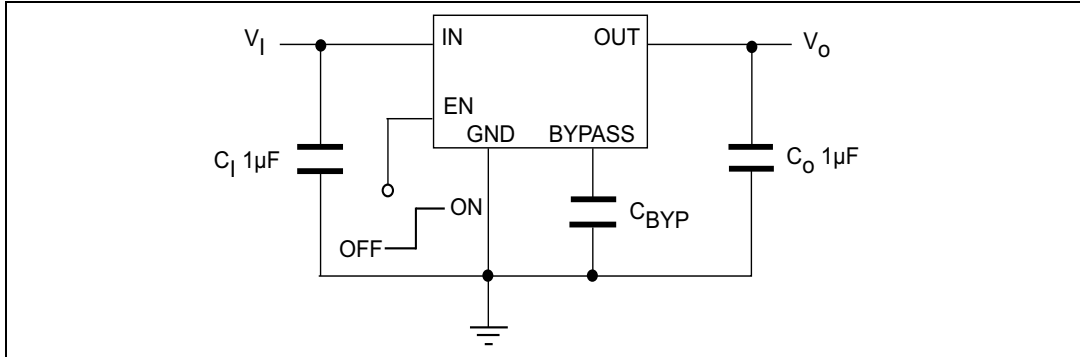 V_I
IN
OUT
V_o
EN
GND
BYPASS
C_I 1µF
C_o 1µF
ON
C_BYP
OFF